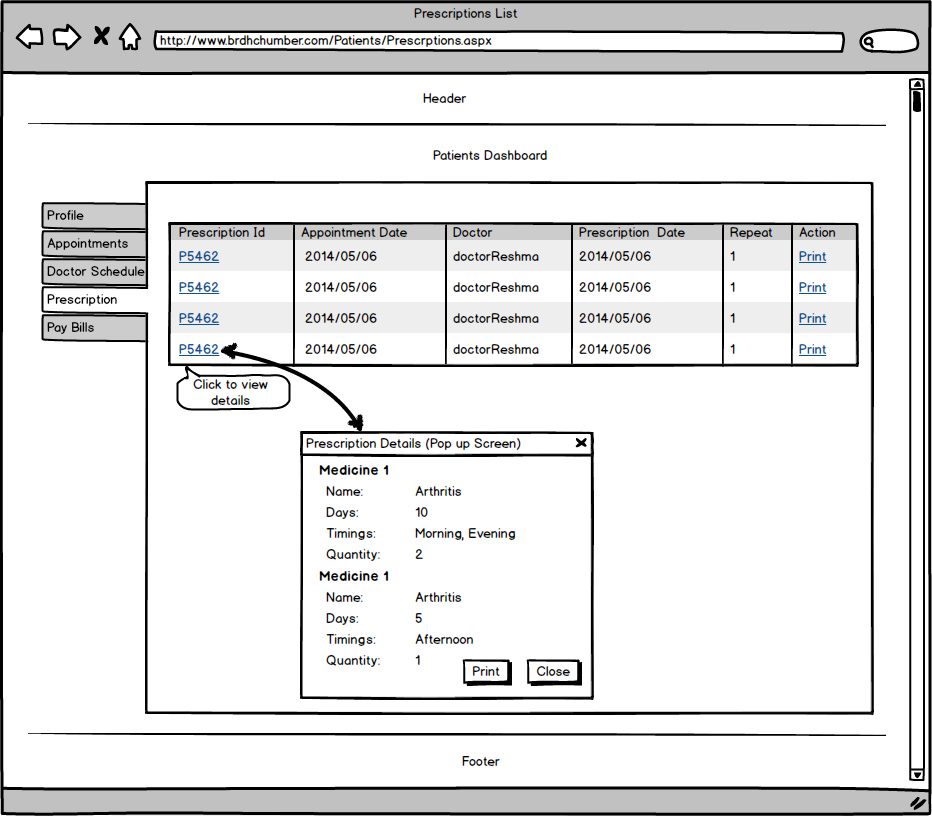 Prescriptions List
http://www.brdhchumber.com/Patients/Prescrptions.aspx
Header
Patients Dashboard
Profile
Appointments
Doctor Schedule
Prescription
Pay Bills
Prescription Id Appointment Date Doctor Prescription Date Repeat Action
P5462 2014/05/06 doctorReshma 2014/05/06 1 Print
P5462 2014/05/06 doctorReshma 2014/05/06 1 Print
P5462 2014/05/06 doctorReshma 2014/05/06 1 Print
P5462 2014/05/06 doctorReshma 2014/05/06 1 Print
Click to view
details
Prescription Details (Pop up Screen)
Medicine 1
Name: Arthritis
Days: 10
Timings: Morning, Evening
Quantity: 2
Medicine 1
Name: Arthritis
Days: 5
Timings: Afternoon
Quantity: 1
Print Close
Footer